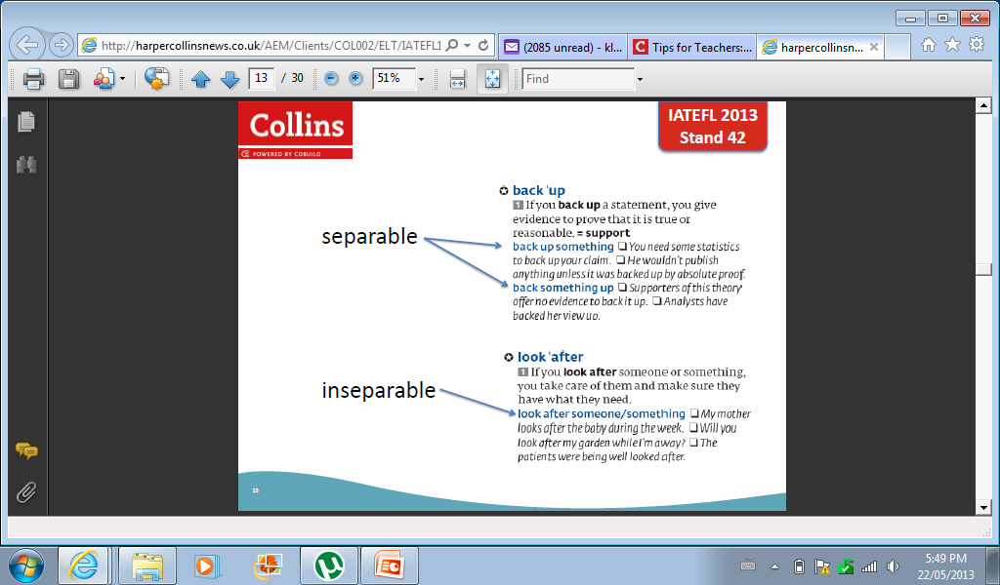 http://harpercollinsnews.co.uk/AEM/Clients/COL002/ELT/IATEFL1
(2085 unread) - kl...
Tips for Teachers:...
harpercollinsn...
13 / 30
51%
Find
Collins
POWERED BY COBUILD
IATEFL 2013
Stand 42
separable
back ˈup
1 If you back up a statement, you give
evidence to prove that it is true or
reasonable. = support
back up something ❑ You need some statistics
to back up your claim. ❑ He wouldn't publish
anything unless it was backed up by absolute proof.
back something up ❑ Supporters of this theory
offer no evidence to back it up. ❑ Analysts have
backed her view up.
inseparable
look ˈafter
1 If you look after someone or something,
you take care of them and make sure they
have what they need.
look after someone/something ❑ My mother
looks after the baby during the week. ❑ Will you
look after my garden while I'm away? ❑ The
patients were being well looked after.
13
5:49 PM
22/05/2013